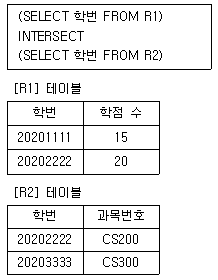 (SELECT 학번 FROM R1)
INTERSECT
(SELECT 학번 FROM R2)
[R1] 테이블
학번 학점 수
20201111 15
20202222 20
[R2] 테이블
학번 과목번호
20202222 CS200
20203333 CS300